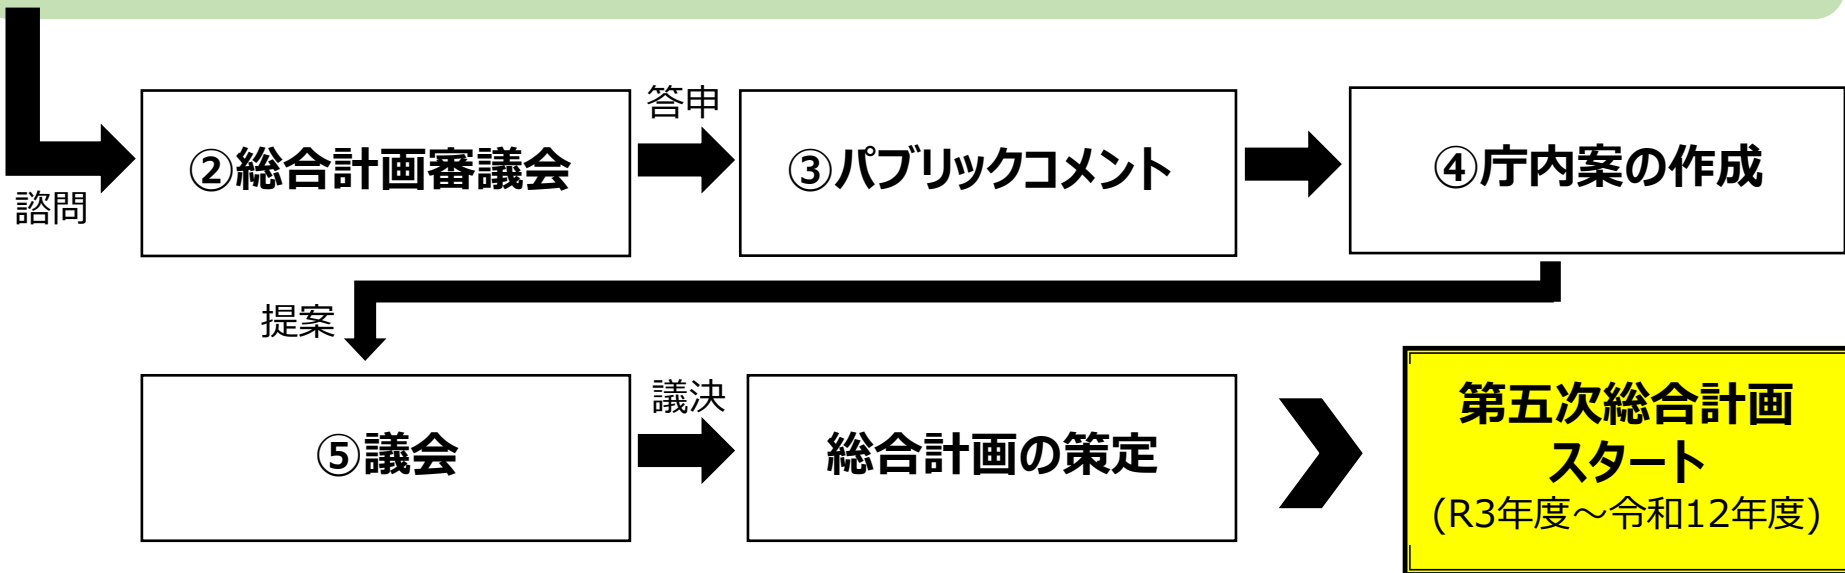 諮問
②総合計画審議会
答申
③パブリックコメント
④庁内案の作成
提案
⑤議会
議決
総合計画の策定
第五次総合計画
スタート
(R3年度～令和12年度)